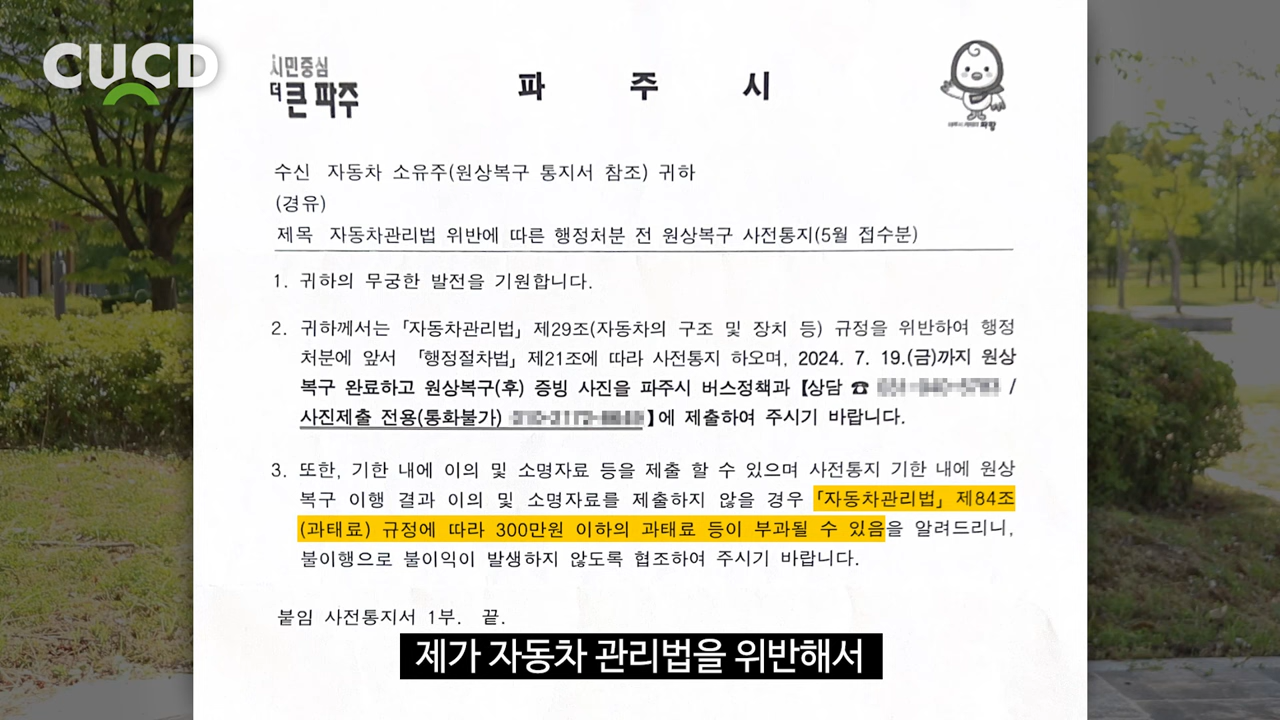 CUCD
시민중심
더 큰 파주
파 주 시
수신 자동차 소유주(원상복구 통지서 참조) 귀하
(경유)
제목 자동차관리법 위반에 따른 행정처분 전 원상복구 사전통지(5월 접수분)
1. 귀하의 무궁한 발전을 기원합니다.
2. 귀하께서는 「자동차관리법」 제29조(자동차의 구조 및 장치 등) 규정을 위반하여 행정
처분에 앞서 「행정절차법」 제21조에 따라 사전통지 하오며, 2024. 7. 19.(금)까지 원상
복구 완료하고 원상복구(후) 증빙 사진을 파주시 버스정책과 【상담 ☎ /
사진제출 전용(통화불가) 】에 제출하여 주시기 바랍니다.
3. 또한, 기한 내에 이의 및 소명자료 등을 제출 할 수 있으며 사전통지 기한 내에 원상
복구 이행 결과 이의 및 소명자료를 제출하지 않을 경우 「자동차관리법」 제84조
(과태료) 규정에 따라 300만원 이하의 과태료 등이 부과될 수 있음을 알려드리니,
불이행으로 불이익이 발생하지 않도록 협조하여 주시기 바랍니다.
붙임 사전통지서 1부. 끝.
제가 자동차 관리법을 위반해서